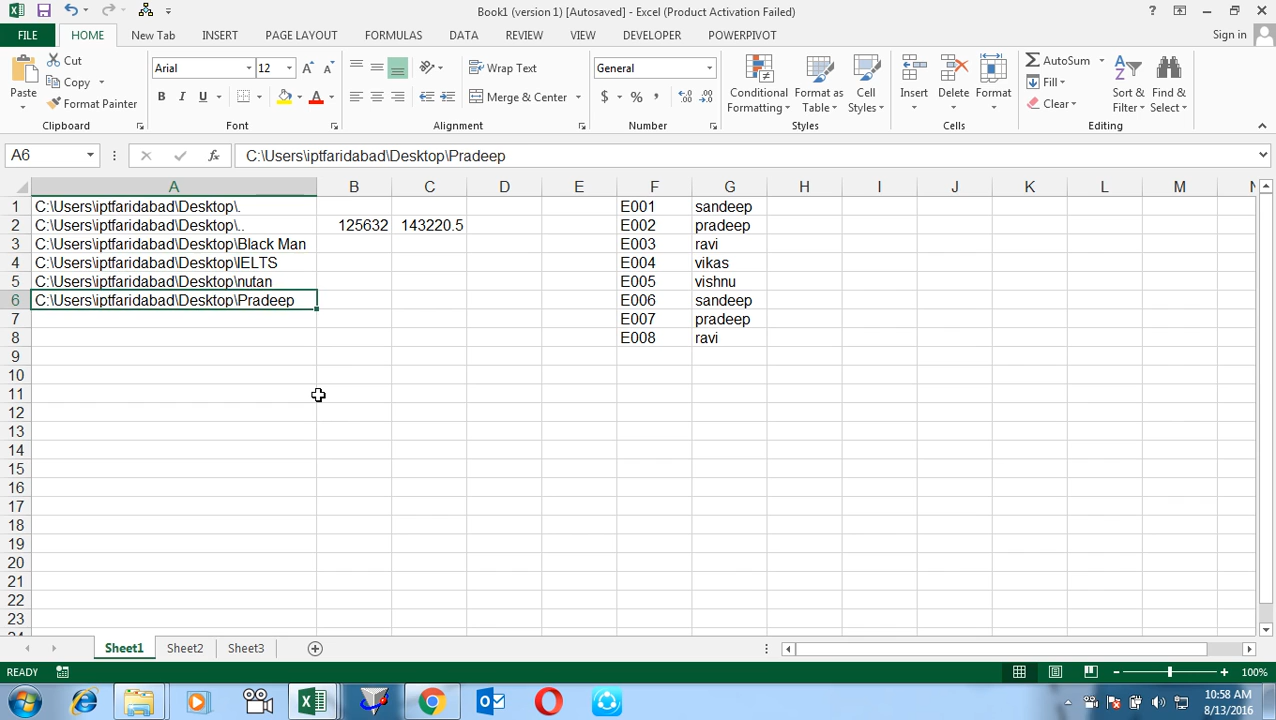 Book1 (version 1) [Autosaved] - Excel (Product Activation Failed)
FILE HOME New Tab INSERT PAGE LAYOUT FORMULAS DATA REVIEW VIEW DEVELOPER POWERPIVOT Sign in
Paste
Cut
Copy
Format Painter
Clipboard
Arial 12
B I U A
Font
Wrap Text
Merge & Center
Alignment
General
$ % ,
Number
Conditional Formatting
Format as Table
Cell Styles
Styles
Insert
Delete
Format
Cells
AutoSum
Fill
Clear
Sort & Filter
Find & Select
Editing
A6 fx C:\Users\iptfaridabad\Desktop\Pradeep
A B C D E F G H I J K L M N
1 C:\Users\iptfaridabad\Desktop\. E001 sandeep
2 C:\Users\iptfaridabad\Desktop\.. 125632 143220.5 E002 pradeep
3 C:\Users\iptfaridabad\Desktop\Black Man E003 ravi
4 C:\Users\iptfaridabad\Desktop\IELTS E004 vikas
5 C:\Users\iptfaridabad\Desktop\nutan E005 vishnu
6 C:\Users\iptfaridabad\Desktop\Pradeep E006 sandeep
7 E007 pradeep
8 E008 ravi
9
10
11
12
13
14
15
16
17
18
19
20
21
22
23
24
Sheet1 Sheet2 Sheet3
READY 100%
10:58 AM
8/13/2016